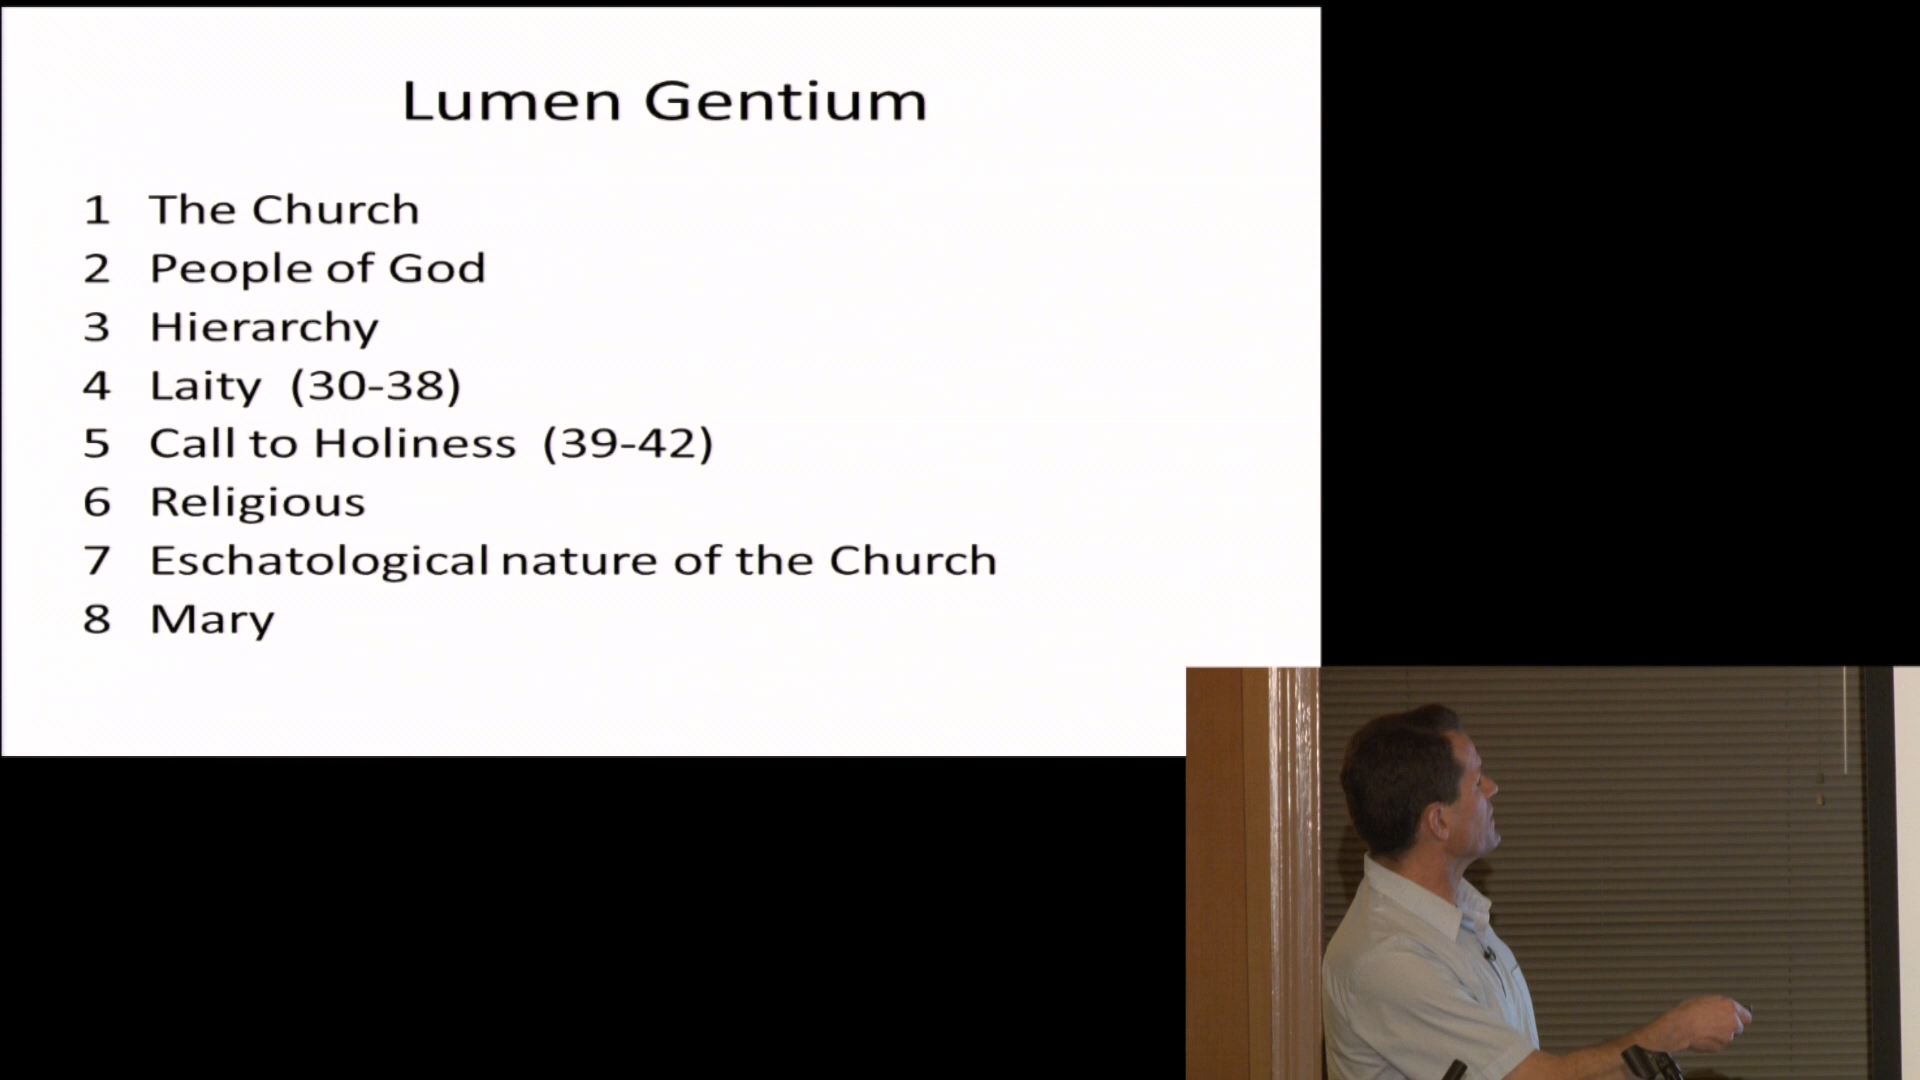 Lumen Gentium
1 The Church
2 People of God
3 Hierarchy
4 Laity (30-38)
5 Call to Holiness (39-42)
6 Religious
7 Eschatological nature of the Church
8 Mary